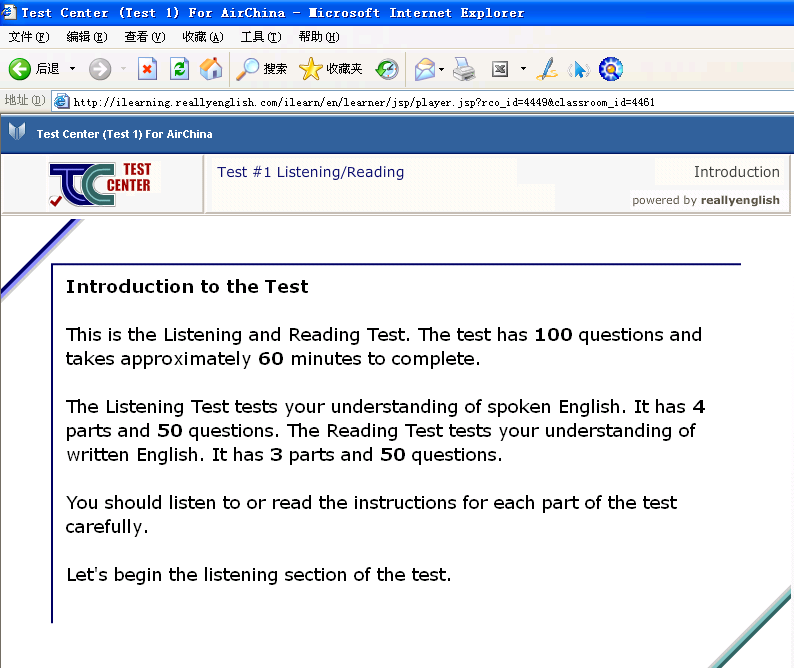 Test Center (Test 1) For AirChina - Microsoft Internet Explorer
文件(F) 编辑(E) 查看(V) 收藏(A) 工具(T) 帮助(H)
后退 搜索 收藏夹
地址(D) http://ilearning.reallyenglish.com/ilearn/en/learner/jsp/player.jsp?rco_id=4449&classroom_id=4461
Test Center (Test 1) For AirChina
TC TEST CENTER
Test #1 Listening/Reading
Introduction
powered by reallyenglish
Introduction to the Test
This is the Listening and Reading Test. The test has 100 questions and
takes approximately 60 minutes to complete.
The Listening Test tests your understanding of spoken English. It has 4
parts and 50 questions. The Reading Test tests your understanding of
written English. It has 3 parts and 50 questions.
You should listen to or read the instructions for each part of the test
carefully.
Let's begin the listening section of the test.